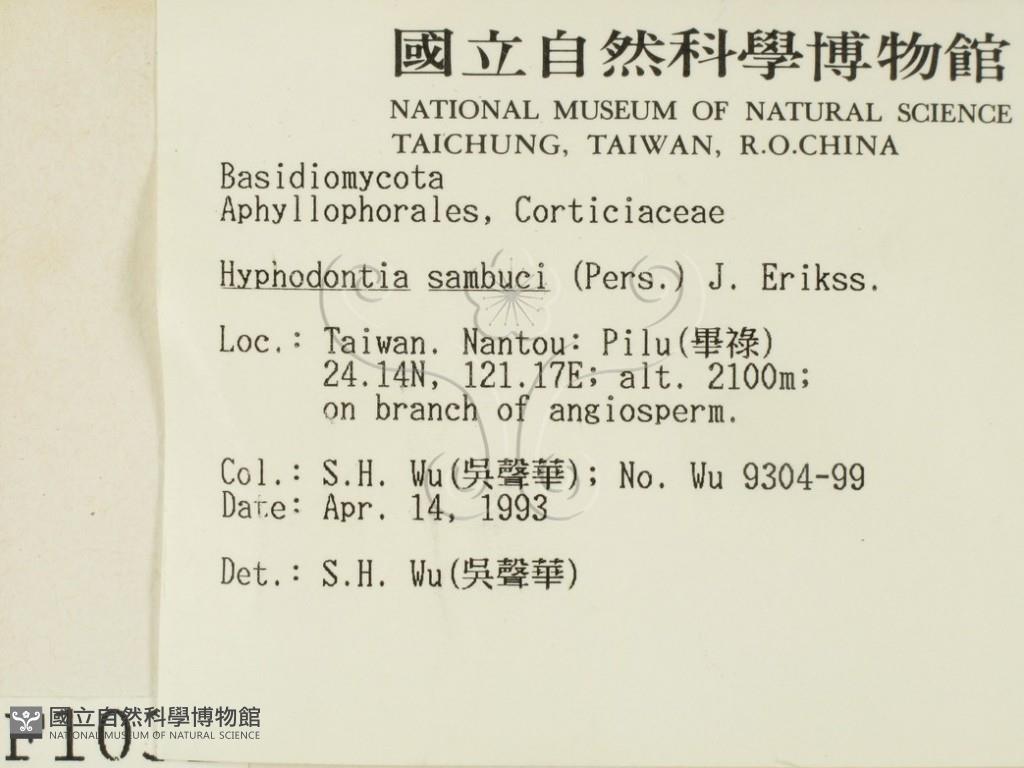 國立自然科學博物館
NATIONAL MUSEUM OF NATURAL SCIENCE
TAICHUNG, TAIWAN, R.O.CHINA
Basidiomycota
Aphyllophorales, Corticiaceae
Hyphodontia sambuci (Pers.) J. Erikss.
Loc.: Taiwan. Nantou: Pilu(畢祿)
24.14N, 121.17E; alt. 2100m;
on branch of angiosperm.
Col.: S.H. Wu(吳聲華); No. Wu 9304-99
Date: Apr. 14, 1993
Det.: S.H. Wu(吳聲華)
國立自然科學博物館
NATIONAL MUSEUM OF NATURAL SCIENCE